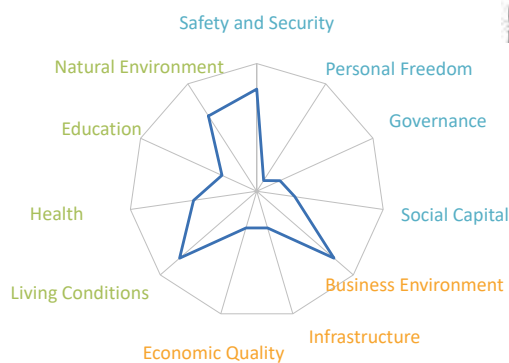 Safety and Security
Natural Environment
Personal Freedom
Education
Governance
Health
Social Capital
Living Conditions
Business Environment
Infrastructure
Economic Quality